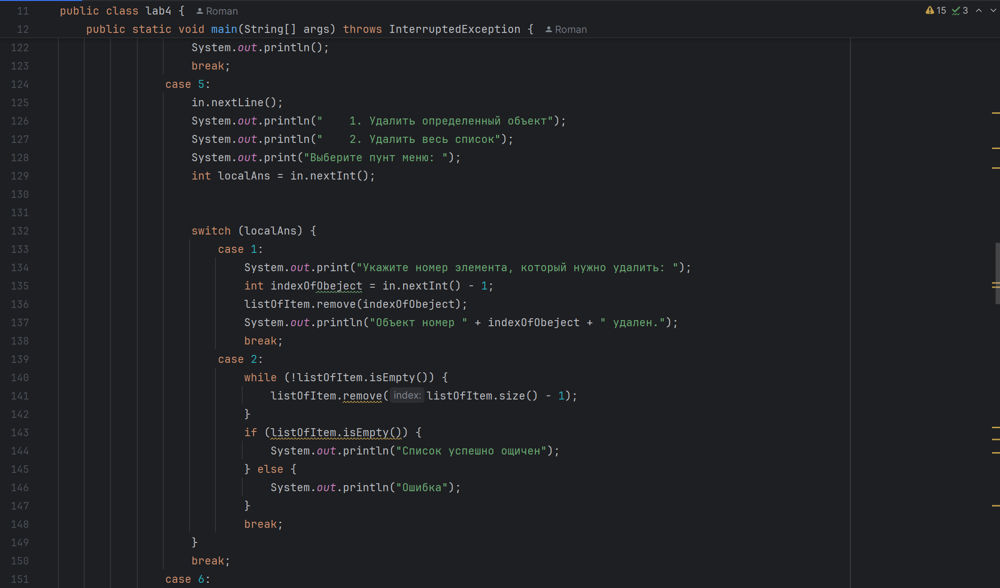 11 public class lab4 { Roman 15 3
12 public static void main(String[] args) throws InterruptedException { Roman
122 System.out.println();
123 break;
124 case 5:
125 in.nextLine();
126 System.out.println("    1. Удалить определенный объект");
127 System.out.println("    2. Удалить весь список");
128 System.out.print("Выберите пунт меню: ");
129 int localAns = in.nextInt();
130
131
132 switch (localAns) {
133 case 1:
134 System.out.print("Укажите номер элемента, который нужно удалить: ");
135 int indexOfObeject = in.nextInt() - 1;
136 listOfItem.remove(indexOfObeject);
137 System.out.println("Объект номер " + indexOfObeject + " удален.");
138 break;
139 case 2:
140 while (!listOfItem.isEmpty()) {
141 listOfItem.remove( index: listOfItem.size() - 1);
142 }
143 if (listOfItem.isEmpty()) {
144 System.out.println("Список успешно ощичен");
145 } else {
146 System.out.println("Ошибка");
147 }
148 break;
149 }
150 break;
151 case 6: